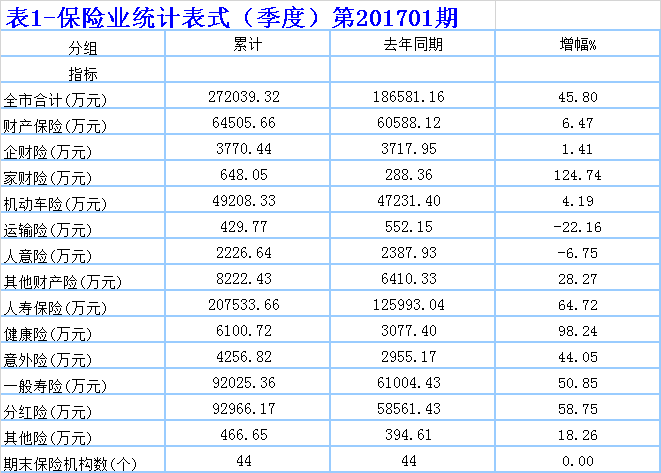 表1-保险业统计表式（季度）第201701期
分组 累计 去年同期 增幅%
指标
全市合计(万元) 272039.32 186581.16 45.80
财产保险(万元) 64505.66 60588.12 6.47
企财险(万元) 3770.44 3717.95 1.41
家财险(万元) 648.05 288.36 124.74
机动车险(万元) 49208.33 47231.40 4.19
运输险(万元) 429.77 552.15 -22.16
人意险(万元) 2226.64 2387.93 -6.75
其他财产险(万元) 8222.43 6410.33 28.27
人寿保险(万元) 207533.66 125993.04 64.72
健康险(万元) 6100.72 3077.40 98.24
意外险(万元) 4256.82 2955.17 44.05
一般寿险(万元) 92025.36 61004.43 50.85
分红险(万元) 92966.17 58561.43 58.75
其他险(万元) 466.65 394.61 18.26
期末保险机构数(个) 44 44 0.00